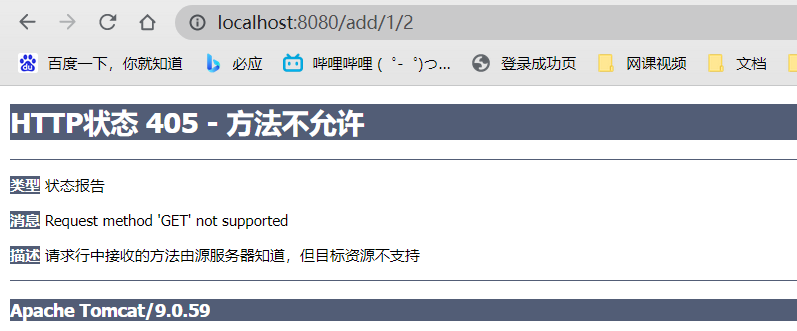 localhost:8080/add/1/2
百度一下，你就知道 必应 哔哩哔哩 (゜-゜)つ... 登录成功页 网课视频 文档
HTTP状态 405 - 方法不允许
类型 状态报告
消息 Request method 'GET' not supported
描述 请求行中接收的方法由源服务器知道，但目标资源不支持
Apache Tomcat/9.0.59